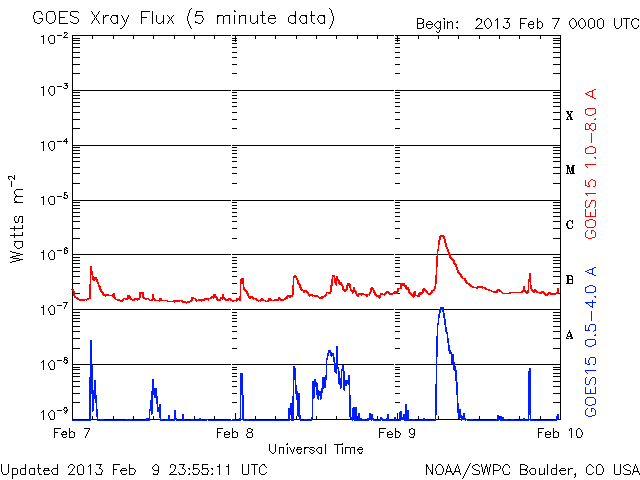 GOES Xray Flux (5 minute data)
Begin: 2013 Feb 7 0000 UTC
10-2
10-3
10-4
10-5
10-6
10-7
10-8
10-9
Watts m-2
X
M
C
B
A
GOES15 1.0-8.0 A
GOES15 0.5-4.0 A
Feb 7
Feb 8
Feb 9
Feb 10
Universal Time
Updated 2013 Feb 9 23:55:11 UTC
NOAA/SWPC Boulder, CO USA